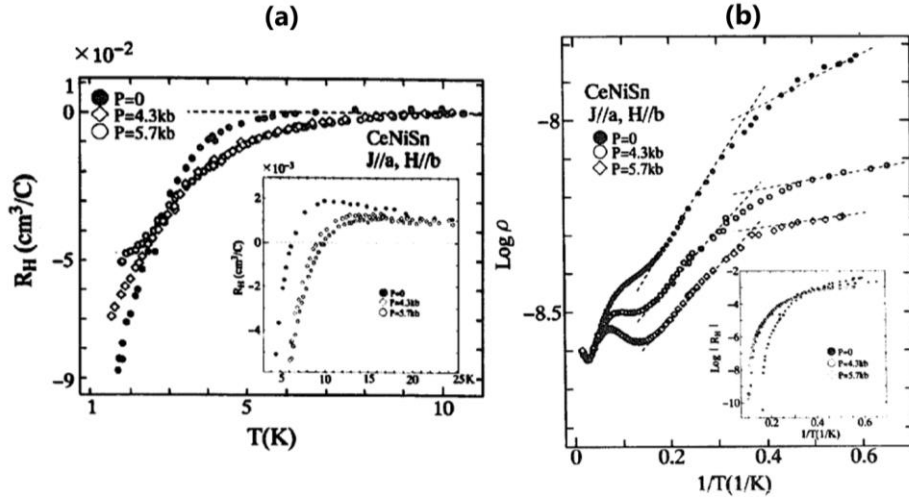 (a)
× 10⁻²
1
0
-5
-9
R_H (cm³/C)
P=0
P=4.3kb
P=5.7kb
CeNiSn
J//a, H//b
× 10⁻³
2
0
-2
-4
R_H (cm³/C)
P=0
P=4.3kb
P=5.7kb
5
10
15
20
25K
1
5
10
T(K)
(b)
-8
-8.5
Log ρ
CeNiSn
J//a, H//b
P=0
P=4.3kb
P=5.7kb
-2
-4
-6
-8
-10
Log | R_H |
P=0
P=4.3kb
P=5.7kb
0.2
0.4
0.6
1/T(1/K)
0
0.2
0.4
0.6
1/T(1/K)